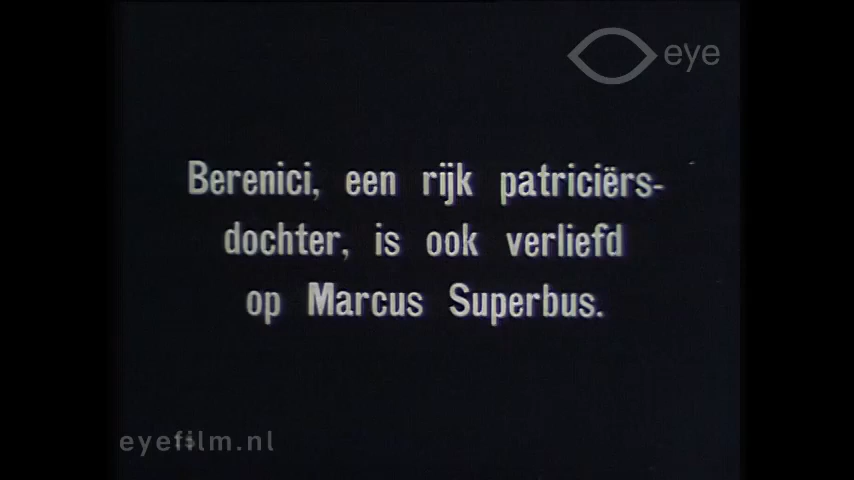 eye
Berenici, een rijk patriciërs-
dochter, is ook verliefd
op Marcus Superbus.
eyefilm.nl